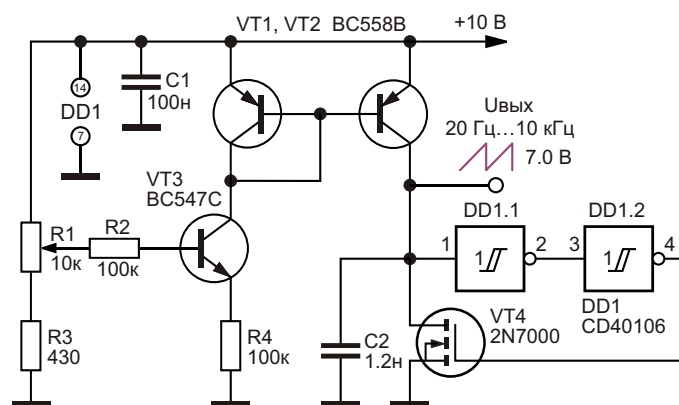 VT1, VT2 BC558B
+10 В
14
DD1
7
C1
100н
Uвых
20 Гц...10 кГц
7.0 В
VT3
BC547C
R1
10к
R2
100к
DD1.1
DD1.2
1
1
2
3
1
4
DD1
CD40106
R3
430
R4
100к
C2
1.2н
VT4
2N7000